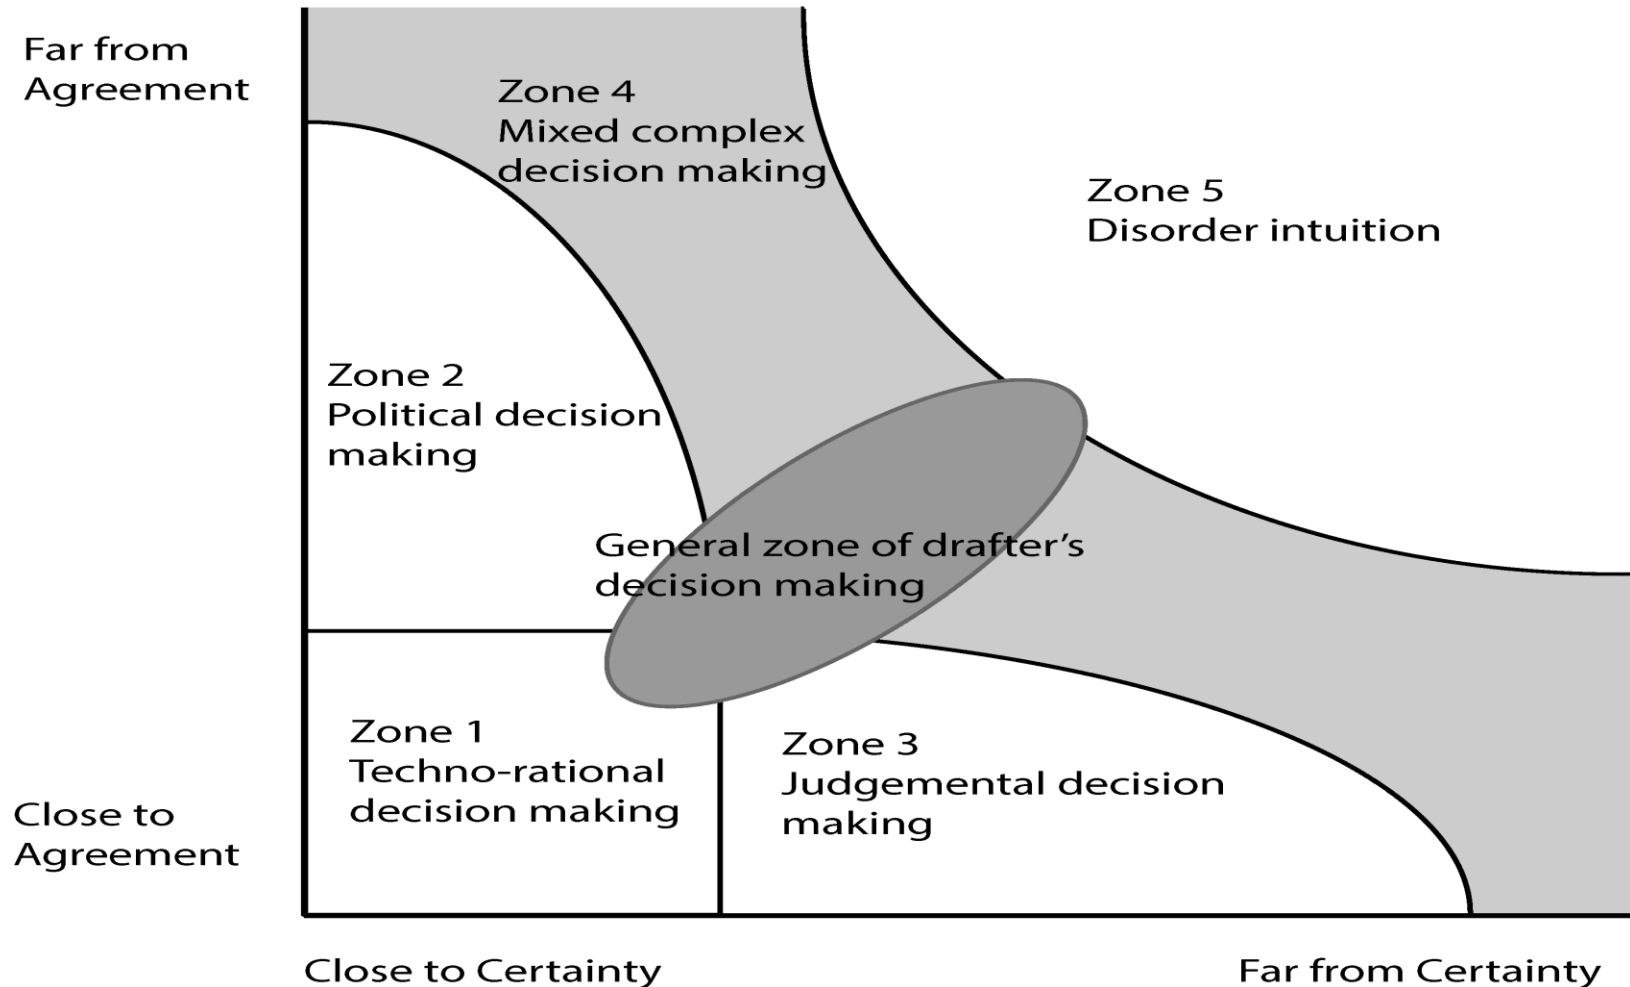 Far from
Agreement
Zone 4
Mixed complex
decision making
Zone 5
Disorder intuition
Zone 2
Political decision
making
General zone of drafter’s
decision making
Zone 1
Techno-rational
decision making
Zone 3
Judgemental decision
making
Close to
Agreement
Close to Certainty
Far from Certainty